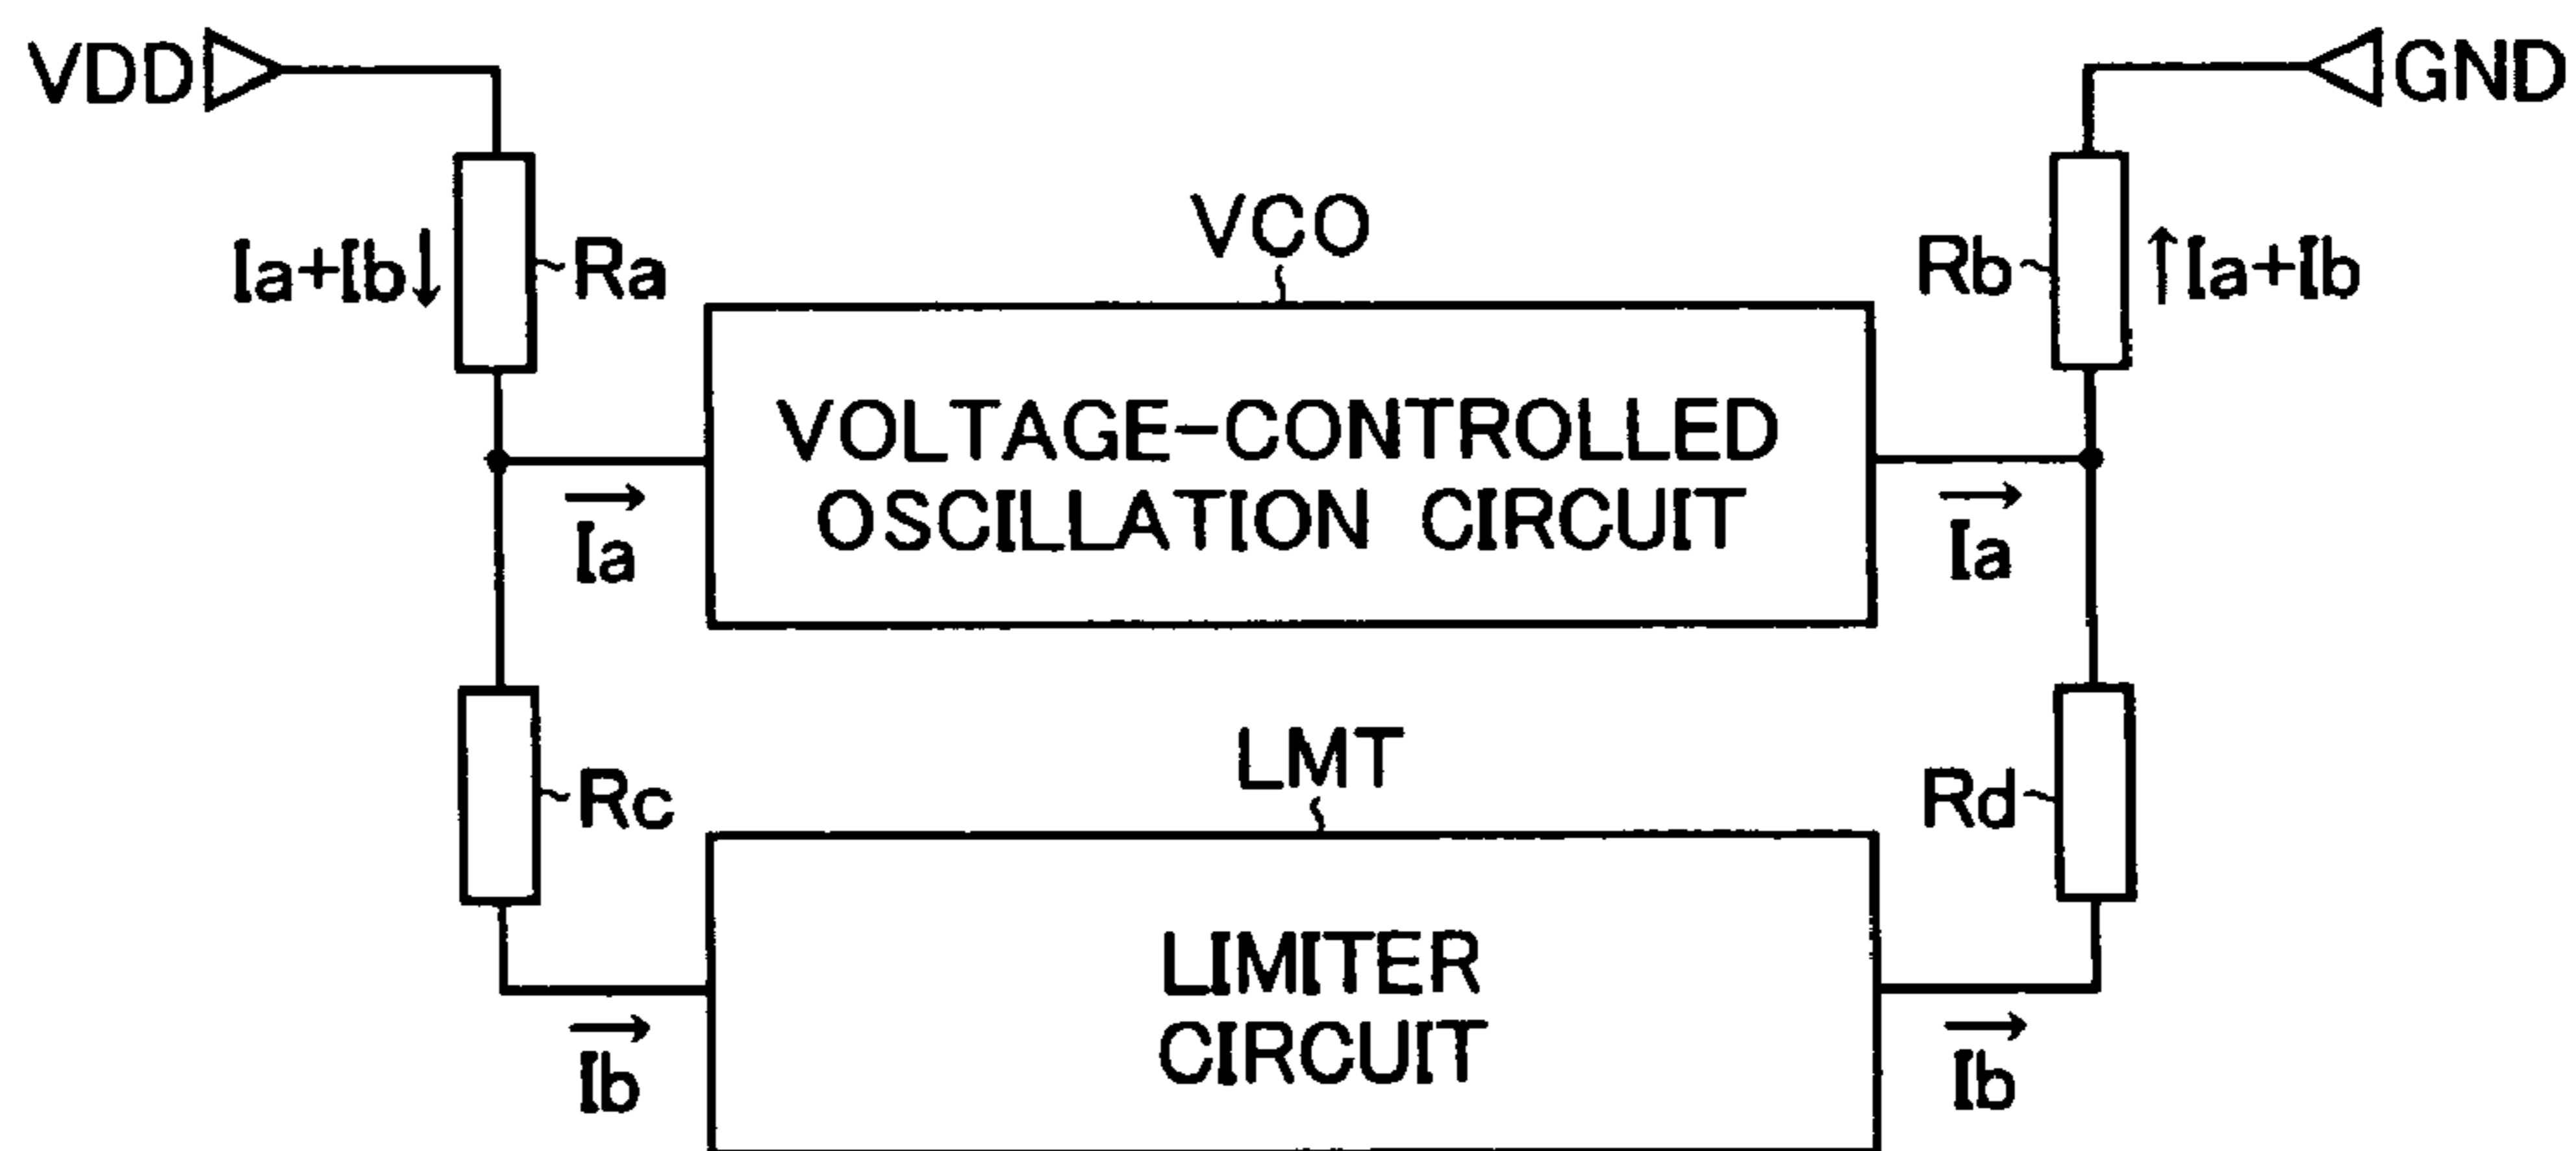 VDD
GND
VCO
Ia+Ib↓
Ra
Rb
↑Ia+Ib
VOLTAGE-CONTROLLED
OSCILLATION CIRCUIT
Ia
Ia
LMT
Rc
Rd
LIMITER
CIRCUIT
Ib
Ib